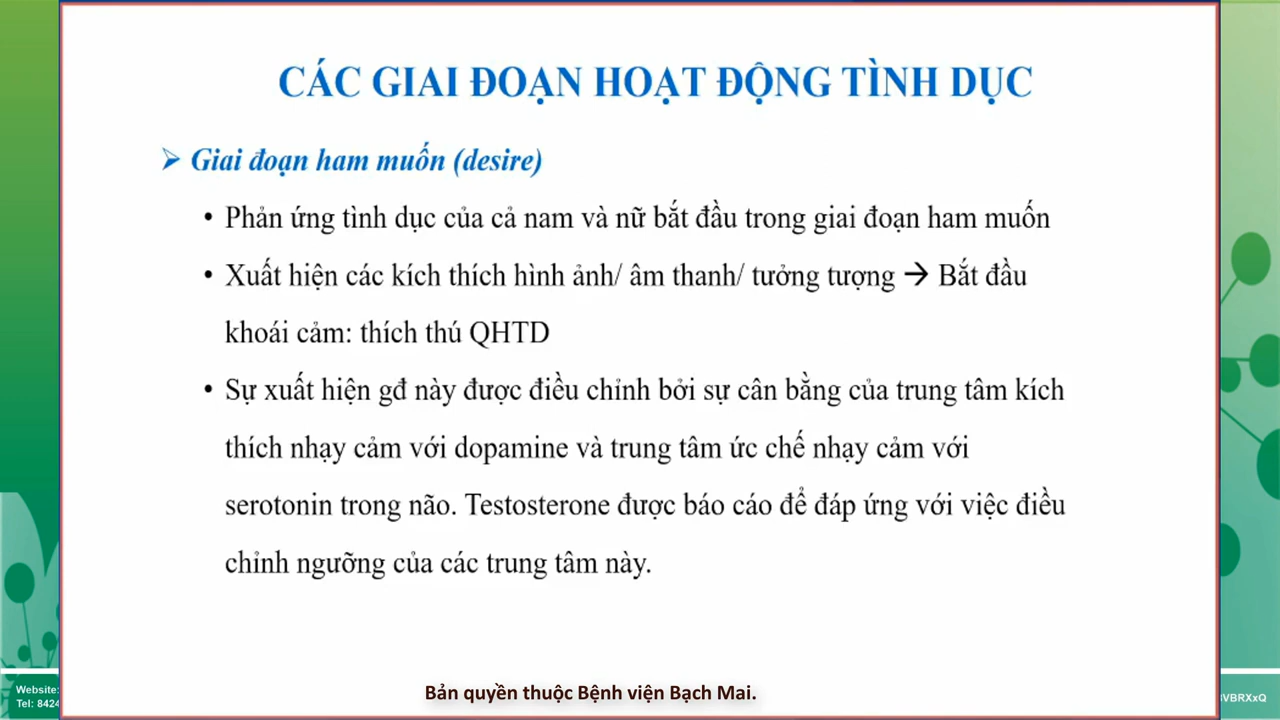 CÁC GIAI ĐOẠN HOẠT ĐỘNG TÌNH DỤC
➢ Giai đoạn ham muốn (desire)
• Phản ứng tình dục của cả nam và nữ bắt đầu trong giai đoạn ham muốn
• Xuất hiện các kích thích hình ảnh/ âm thanh/ tưởng tượng → Bắt đầu
khoái cảm: thích thú QHTD
• Sự xuất hiện gđ này được điều chỉnh bởi sự cân bằng của trung tâm kích
thích nhạy cảm với dopamine và trung tâm ức chế nhạy cảm với
serotonin trong não. Testosterone được báo cáo để đáp ứng với việc điều
chỉnh ngưỡng của các trung tâm này.
Website:
Tel: 8424
Bản quyền thuộc Bệnh viện Bạch Mai.
VBRXxQ